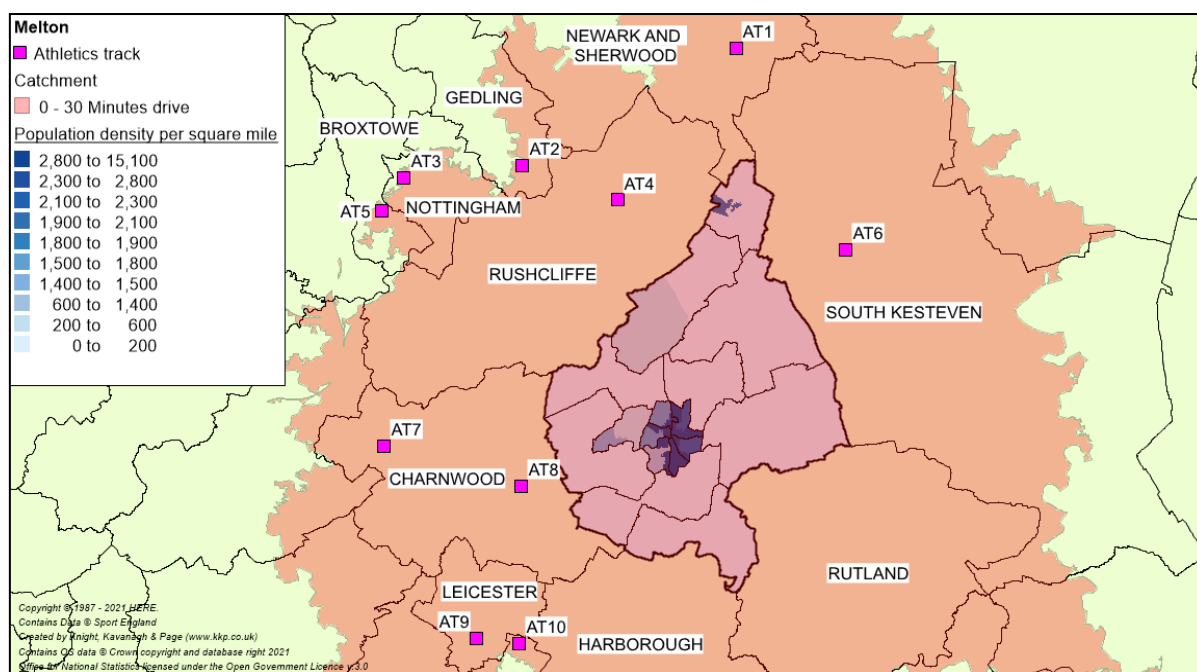 Melton
Athletics track
Catchment
0 - 30 Minutes drive
Population density per square mile
2,800 to 15,100
2,300 to 2,800
2,100 to 2,300
1,900 to 2,100
1,800 to 1,900
1,500 to 1,800
1,400 to 1,500
600 to 1,400
200 to 600
0 to 200
NEWARK AND
SHERWOOD
AT1
GEDLING
BROXTOWE
AT2
AT3
AT4
AT5
NOTTINGHAM
AT6
RUSHCLIFFE
SOUTH KESTEVEN
AT7
CHARNWOOD
AT8
RUTLAND
LEICESTER
AT9
AT10
HARBOROUGH
Copyright © 1987 - 2021 HERE.
Contains Data ® Sport England
Created by Knight, Kavanagh & Page (www.kkp.co.uk)
Contains OS data ® Crown copyright and database right 2021
Office for National Statistics licensed under the Open Government Licence v.3.0